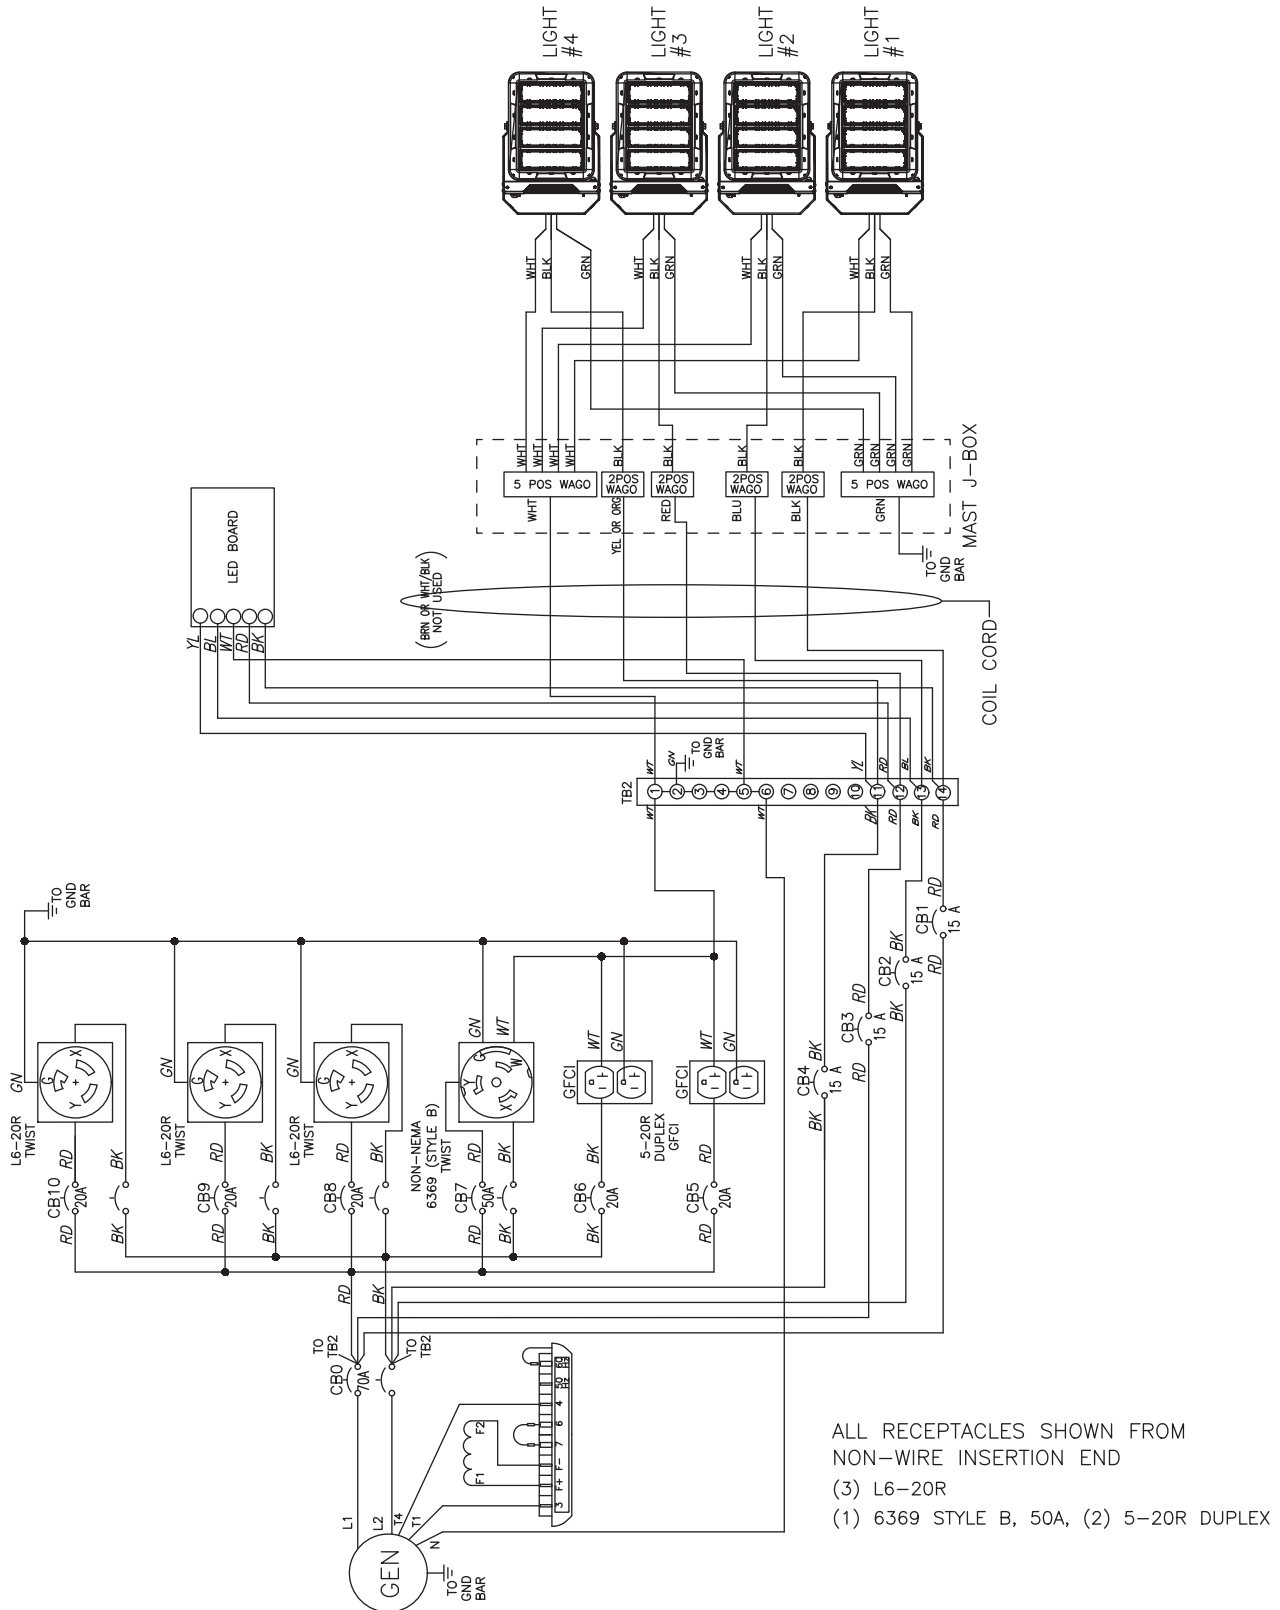 LIGHT
#4
LIGHT
#3
LIGHT
#2
LIGHT
#1
WHT
BLK
GRN
WHT
BLK
GRN
WHT
BLK
GRN
WHT
BLK
GRN
WHT
WHT
WHT
WHT
BLK
BLK
BLK
BLK
GRN
GRN
GRN
GRN
5 POS WAGO
2POS
WAGO
2POS
WAGO
2POS
WAGO
2POS
WAGO
5 POS WAGO
WHT
YEL OR ORG
RED
BLU
BLK
GRN
MAST J-BOX
TO
GND
BAR
LED BOARD
YL
BL
WT
RD
BK
(BRN OR WHT/BLK)
NOT USED
COIL CORD
WT
GN
TO
GND
BAR
WT
YL
RD
BL
BK
TB2
1
2
3
4
5
6
7
8
9
10
11
12
13
14
WT
WT
BK
RD
BK
RD
TO
GND
BAR
RD
CB1
15 A
RD
BK
CB2
15 A
BK
RD
CB3
15 A
RD
BK
CB4
15 A
BK
GN
G
X
Y
L6-20R
TWIST
GN
G
X
Y
L6-20R
TWIST
GN
G
X
Y
L6-20R
TWIST
GN
WT
Y
G
W
X
NON-NEMA
6369 (STYLE B)
TWIST
WT
GN
GFCI
5-20R
DUPLEX
GFCI
WT
GN
GFCI
RD
BK
CB10
20A
RD
BK
RD
BK
CB9
20A
RD
BK
RD
BK
CB8
20A
RD
BK
RD
BK
CB7
50A
RD
BK
BK
CB6
20A
BK
RD
CB5
20A
RD
RD
BK
TO
TB2
TO
TB2
CB0
70A
L1
L2
T4
T1
N
GEN
TO
GND
BAR
F1
F2
3
F+
F-
7
6
4
50
HZ
60
HZ
ALL RECEPTACLES SHOWN FROM
NON-WIRE INSERTION END
(3) L6-20R
(1) 6369 STYLE B, 50A, (2) 5-20R DUPLEX